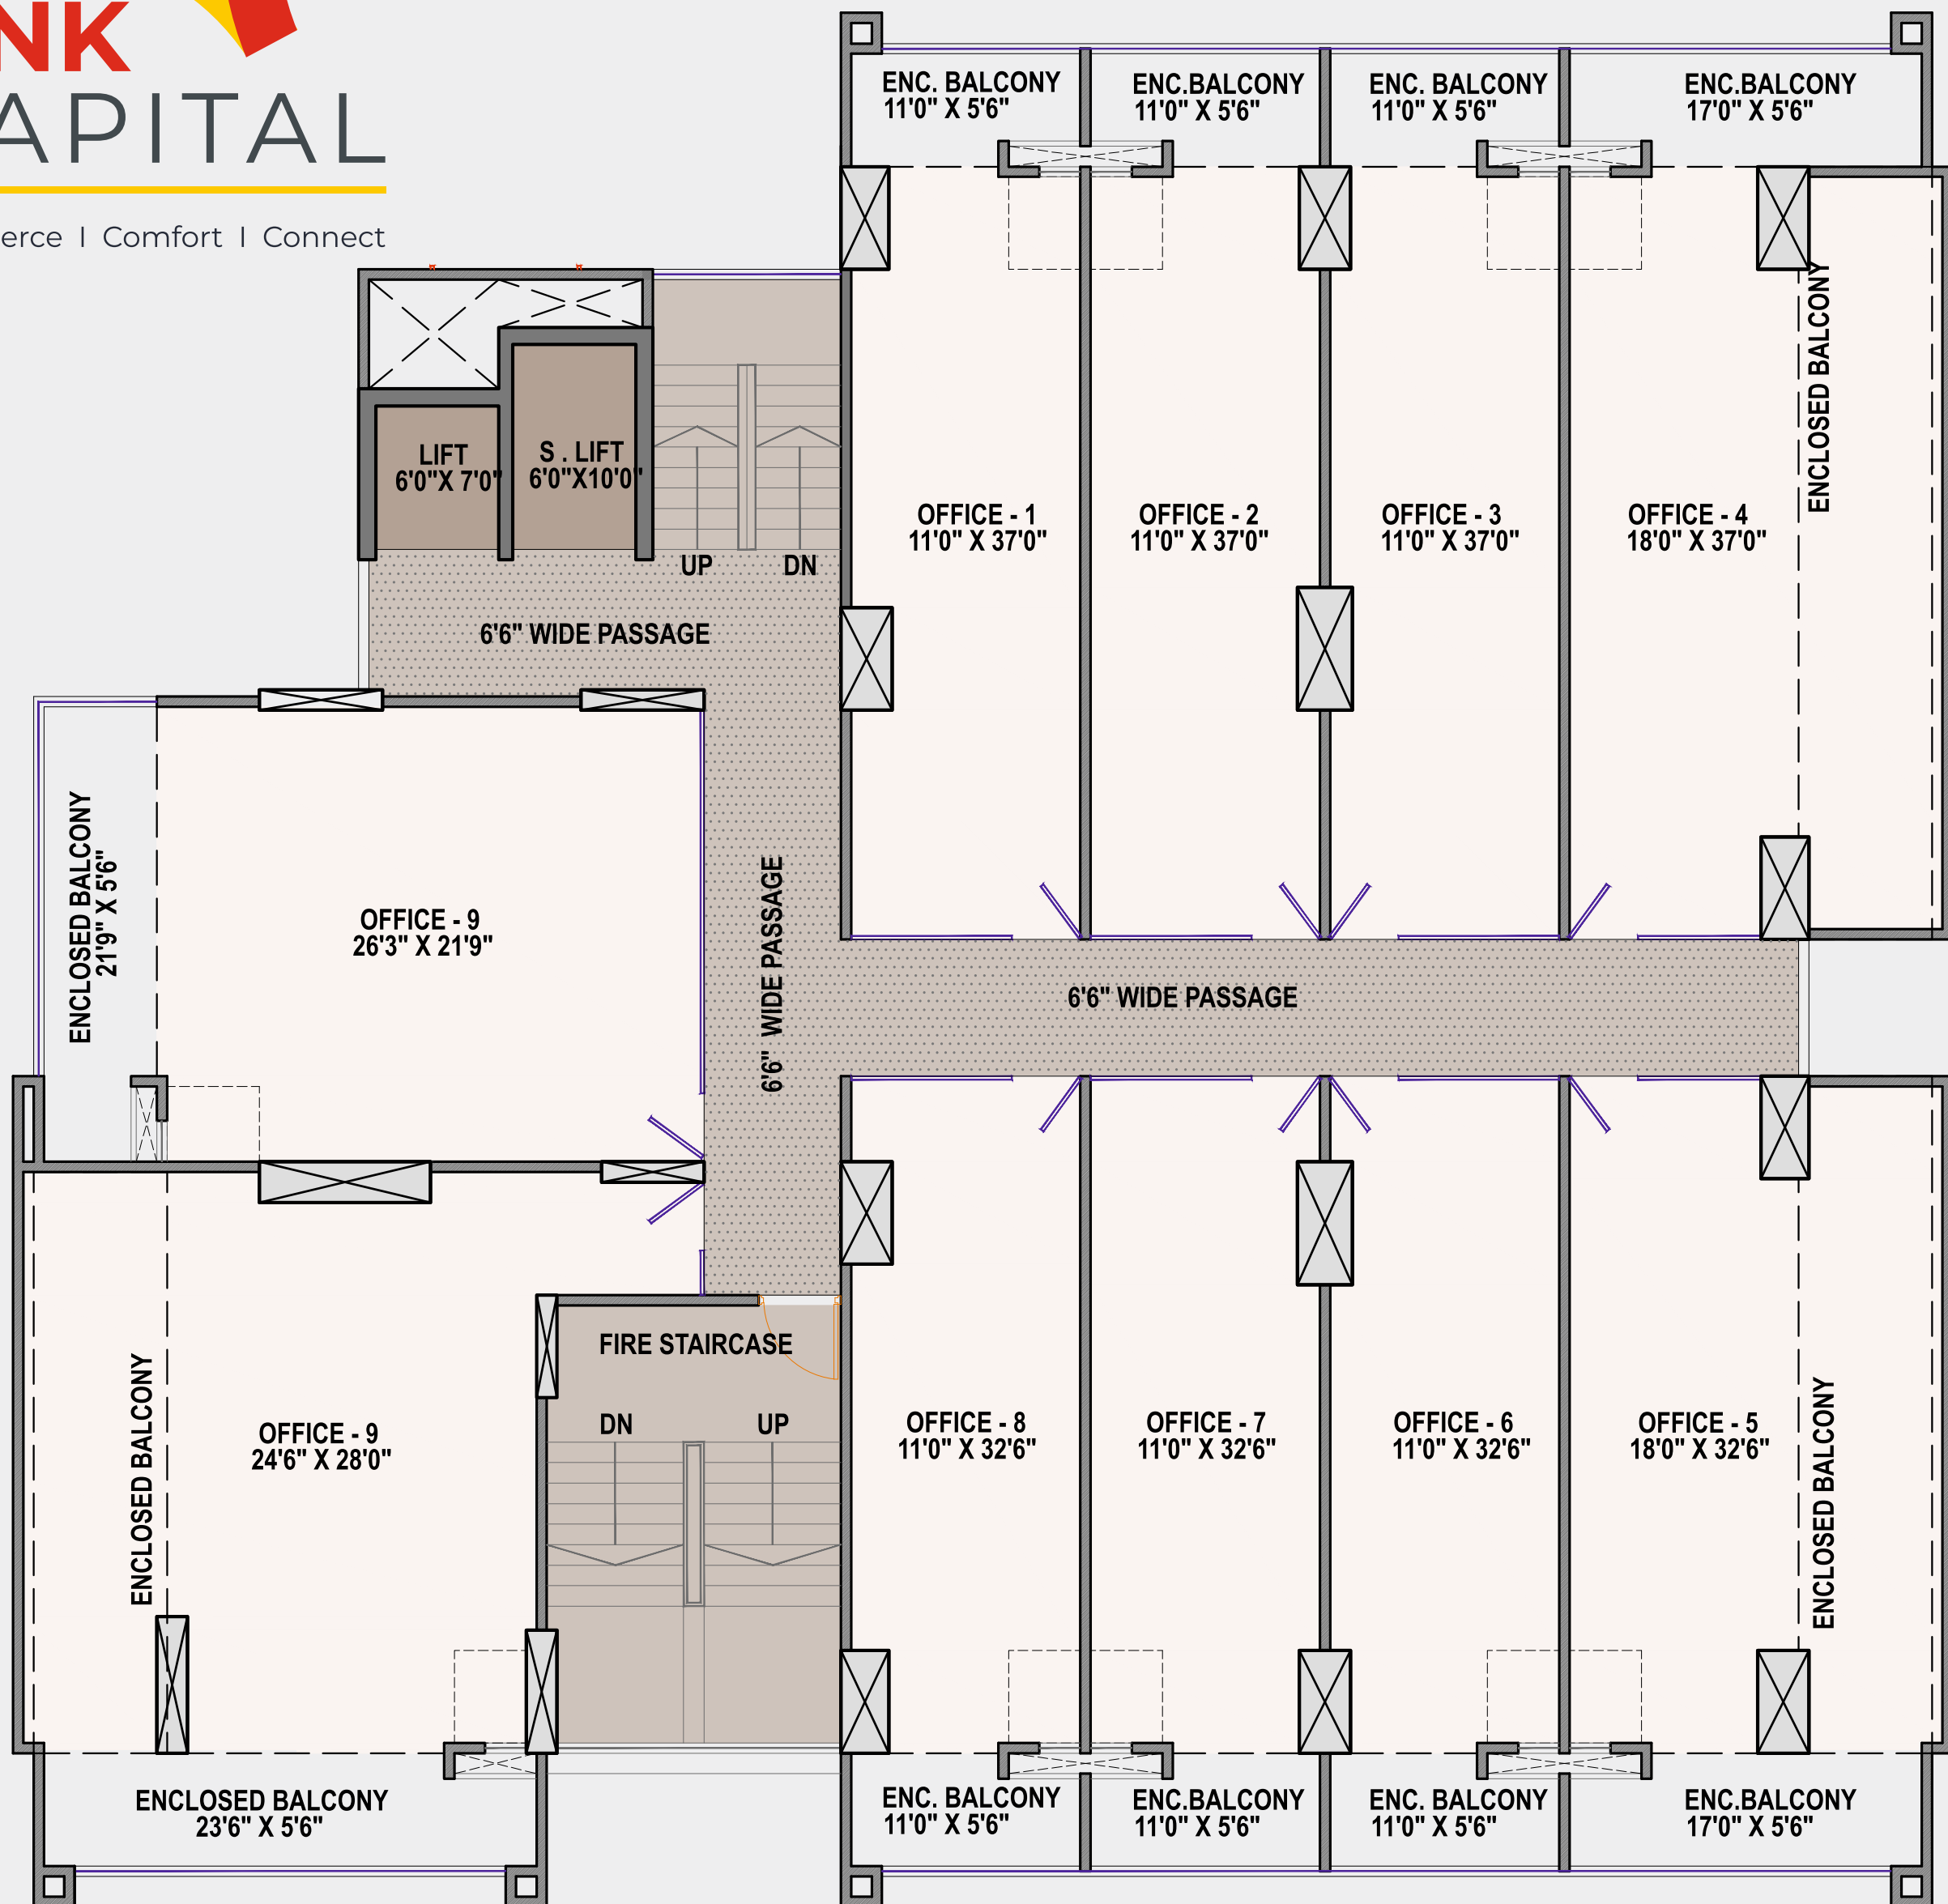 NK
APITAL
erce I Comfort I Connect
ENC. BALCONY
11'0" X 5'6"
ENC.BALCONY
11'0" X 5'6"
ENC. BALCONY
11'0" X 5'6"
ENC.BALCONY
17'0" X 5'6"
ENCLOSED BALCONY
LIFT
6'0"X 7'0"
S . LIFT
6'0"X10'0"
UP
DN
6'6" WIDE PASSAGE
OFFICE - 1
11'0" X 37'0"
OFFICE - 2
11'0" X 37'0"
OFFICE - 3
11'0" X 37'0"
OFFICE - 4
18'0" X 37'0"
ENCLOSED BALCONY
21'9" X 5'6"
OFFICE - 9
26'3" X 21'9"
6'6" WIDE PASSAGE
6'6" WIDE PASSAGE
FIRE STAIRCASE
DN
UP
ENCLOSED BALCONY
OFFICE - 9
24'6" X 28'0"
OFFICE - 8
11'0" X 32'6"
OFFICE - 7
11'0" X 32'6"
OFFICE - 6
11'0" X 32'6"
OFFICE - 5
18'0" X 32'6"
ENCLOSED BALCONY
ENCLOSED BALCONY
23'6" X 5'6"
ENC. BALCONY
11'0" X 5'6"
ENC.BALCONY
11'0" X 5'6"
ENC. BALCONY
11'0" X 5'6"
ENC.BALCONY
17'0" X 5'6"